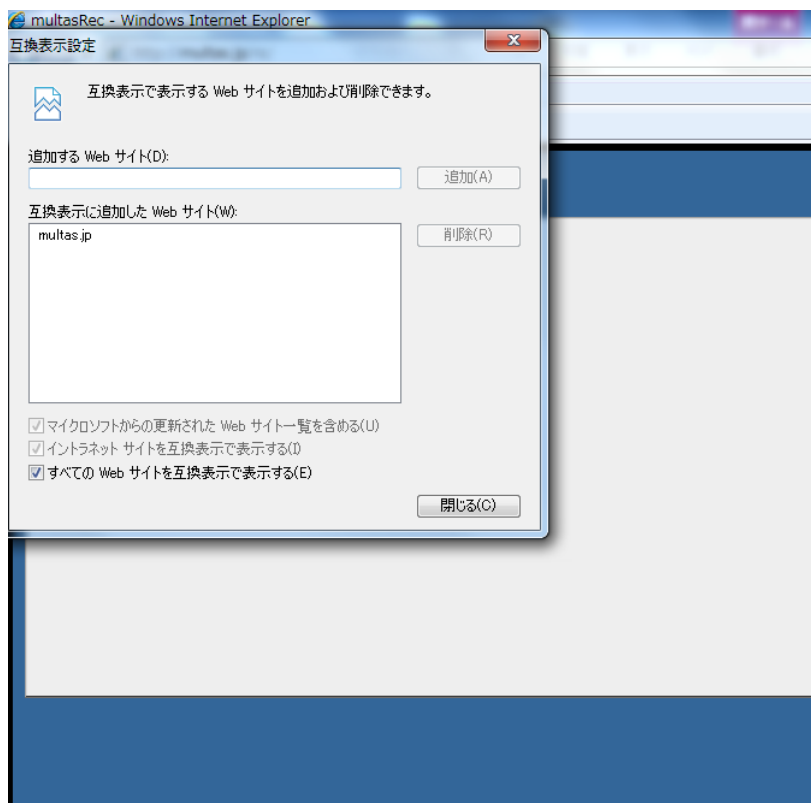 multasRec - Windows Internet Explorer
互換表示設定
互換表示で表示する Web サイトを追加および削除できます。
追加する Web サイト(D):
追加(A)
互換表示に追加した Web サイト(W):
multas.jp
削除(R)
マイクロソフトからの更新された Web サイト一覧を含める(U)
イントラネット サイトを互換表示で表示する(I)
すべての Web サイトを互換表示で表示する(E)
閉じる(C)